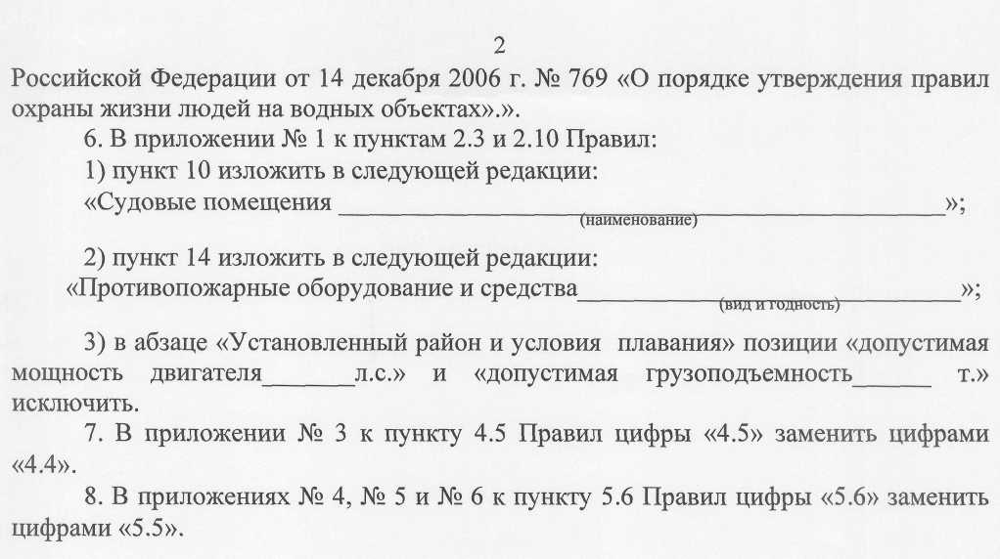 2
Российской Федерации от 14 декабря 2006 г. № 769 «О порядке утверждения правил
охраны жизни людей на водных объектах».».
6. В приложении № 1 к пунктам 2.3 и 2.10 Правил:
1) пункт 10 изложить в следующей редакции:
«Судовые помещения _______________________________________________»;
(наименование)
2) пункт 14 изложить в следующей редакции:
«Противопожарные оборудование и средства______________________________»;
(вид и годность)
3) в абзаце «Установленный район и условия плавания» позиции «допустимая
мощность двигателя_______л.с.» и «допустимая грузоподъемность______ т.»
исключить.
7. В приложении № 3 к пункту 4.5 Правил цифры «4.5» заменить цифрами
«4.4».
8. В приложениях № 4, № 5 и № 6 к пункту 5.6 Правил цифры «5.6» заменить
цифрами «5.5».